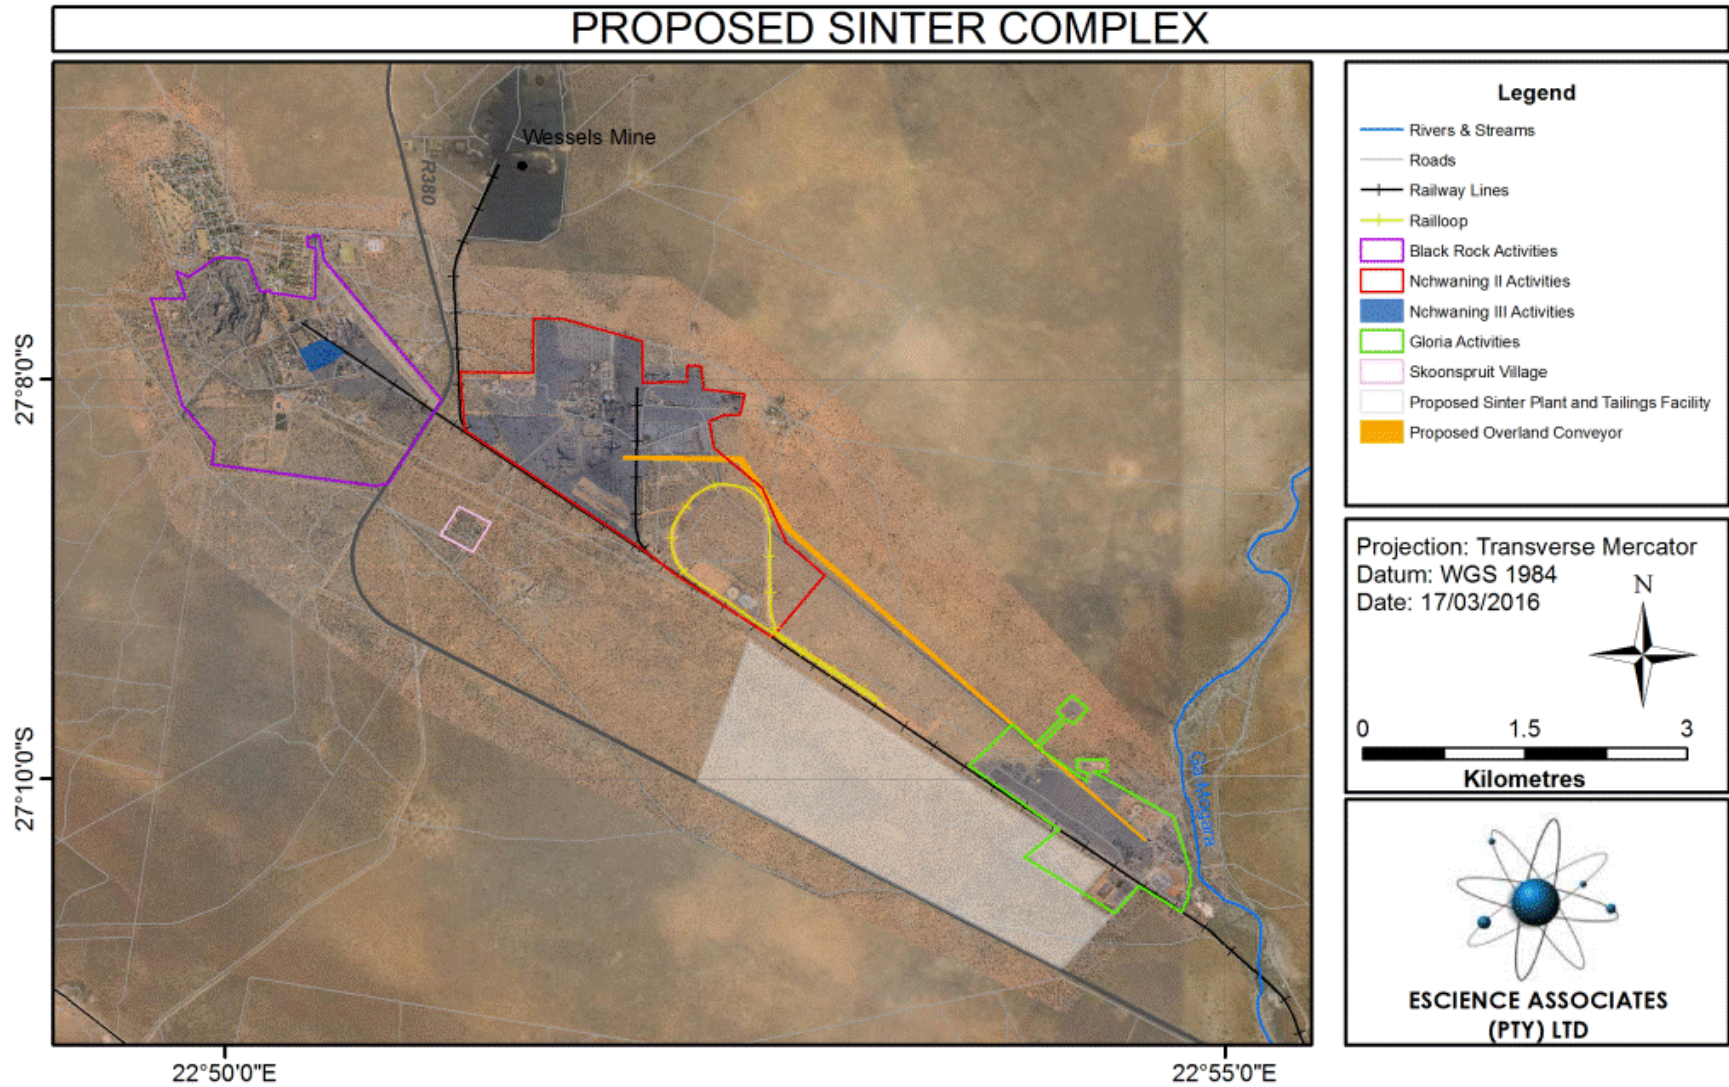 PROPOSED SINTER COMPLEX
Wessels Mine
R380
Ga-Mogara
27°8'0"S
27°10'0"S
22°50'0"E
22°55'0"E
Legend
Rivers & Streams
Roads
Railway Lines
Railloop
Black Rock Activities
Nchwaning II Activities
Nchwaning III Activities
Gloria Activities
Skoonspruit Village
Proposed Sinter Plant and Tailings Facility
Proposed Overland Conveyor
Projection: Transverse Mercator
Datum: WGS 1984
Date: 17/03/2016
N
0 1.5 3
Kilometres
ESCIENCE ASSOCIATES
(PTY) LTD